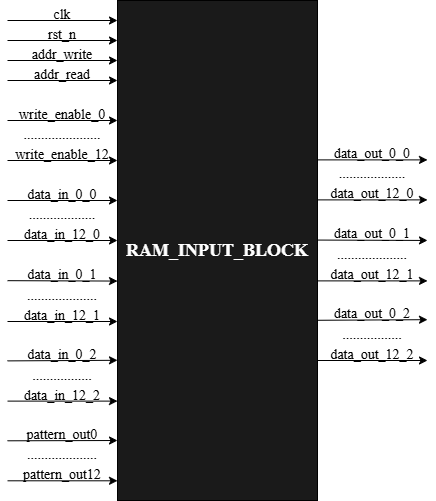 clk
rst_n
addr_write
addr_read
write_enable_0
....................
write_enable_12
data_in_0_0
..................
data_in_12_0
data_in_0_1
...................
data_in_12_1
data_in_0_2
................
data_in_12_2
pattern_out0
...................
pattern_out12
RAM_INPUT_BLOCK
data_out_0_0
..................
data_out_12_0
data_out_0_1
...................
data_out_12_1
data_out_0_2
................
data_out_12_2